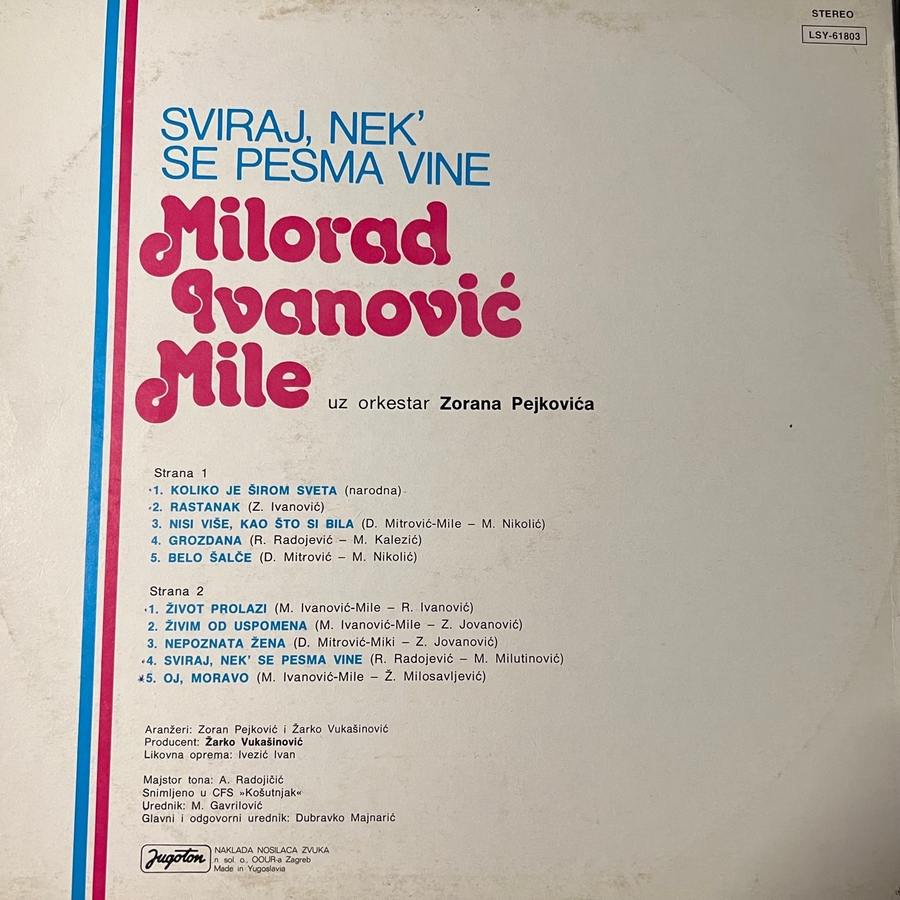 STEREO
LSY-61803
SVIRAJ, NEK'
SE PESMA VINE
Milorad
Ivanović
Mile
uz orkestar Zorana Pejkovića
Strana 1
1. KOLIKO JE ŠIROM SVETA (narodna)
2. RASTANAK (Z. Ivanović)
3. NISI VIŠE, KAO ŠTO SI BILA (D. Mitrović-Mile – M. Nikolić)
4. GROZDANA (R. Radojević – M. Kalezić)
5. BELO ŠALČE (D. Mitrović – M. Nikolić)
Strana 2
1. ŽIVOT PROLAZI (M. Ivanović-Mile – R. Ivanović)
2. ŽIVIM OD USPOMENA (M. Ivanović-Mile – Z. Jovanović)
3. NEPOZNATA ŽENA (D. Mitrović-Miki – Z. Jovanović)
4. SVIRAJ, NEK' SE PESMA VINE (R. Radojević – M. Milutinović)
5. OJ, MORAVO (M. Ivanović-Mile – Ž. Milosavljević)
Aranžeri: Zoran Pejković i Žarko Vukašinović
Producent: Žarko Vukašinović
Likovna oprema: Ivezić Ivan
Majstor tona: A. Radojičić
Snimljeno u CFS »Košutnjak«
Urednik: M. Gavrilović
Glavni i odgovorni urednik: Dubravko Majnarić
Jugoton
NAKLADA NOSILACA ZVUKA
n. sol. o., OOUR-a Zagreb
Made in Yugoslavia